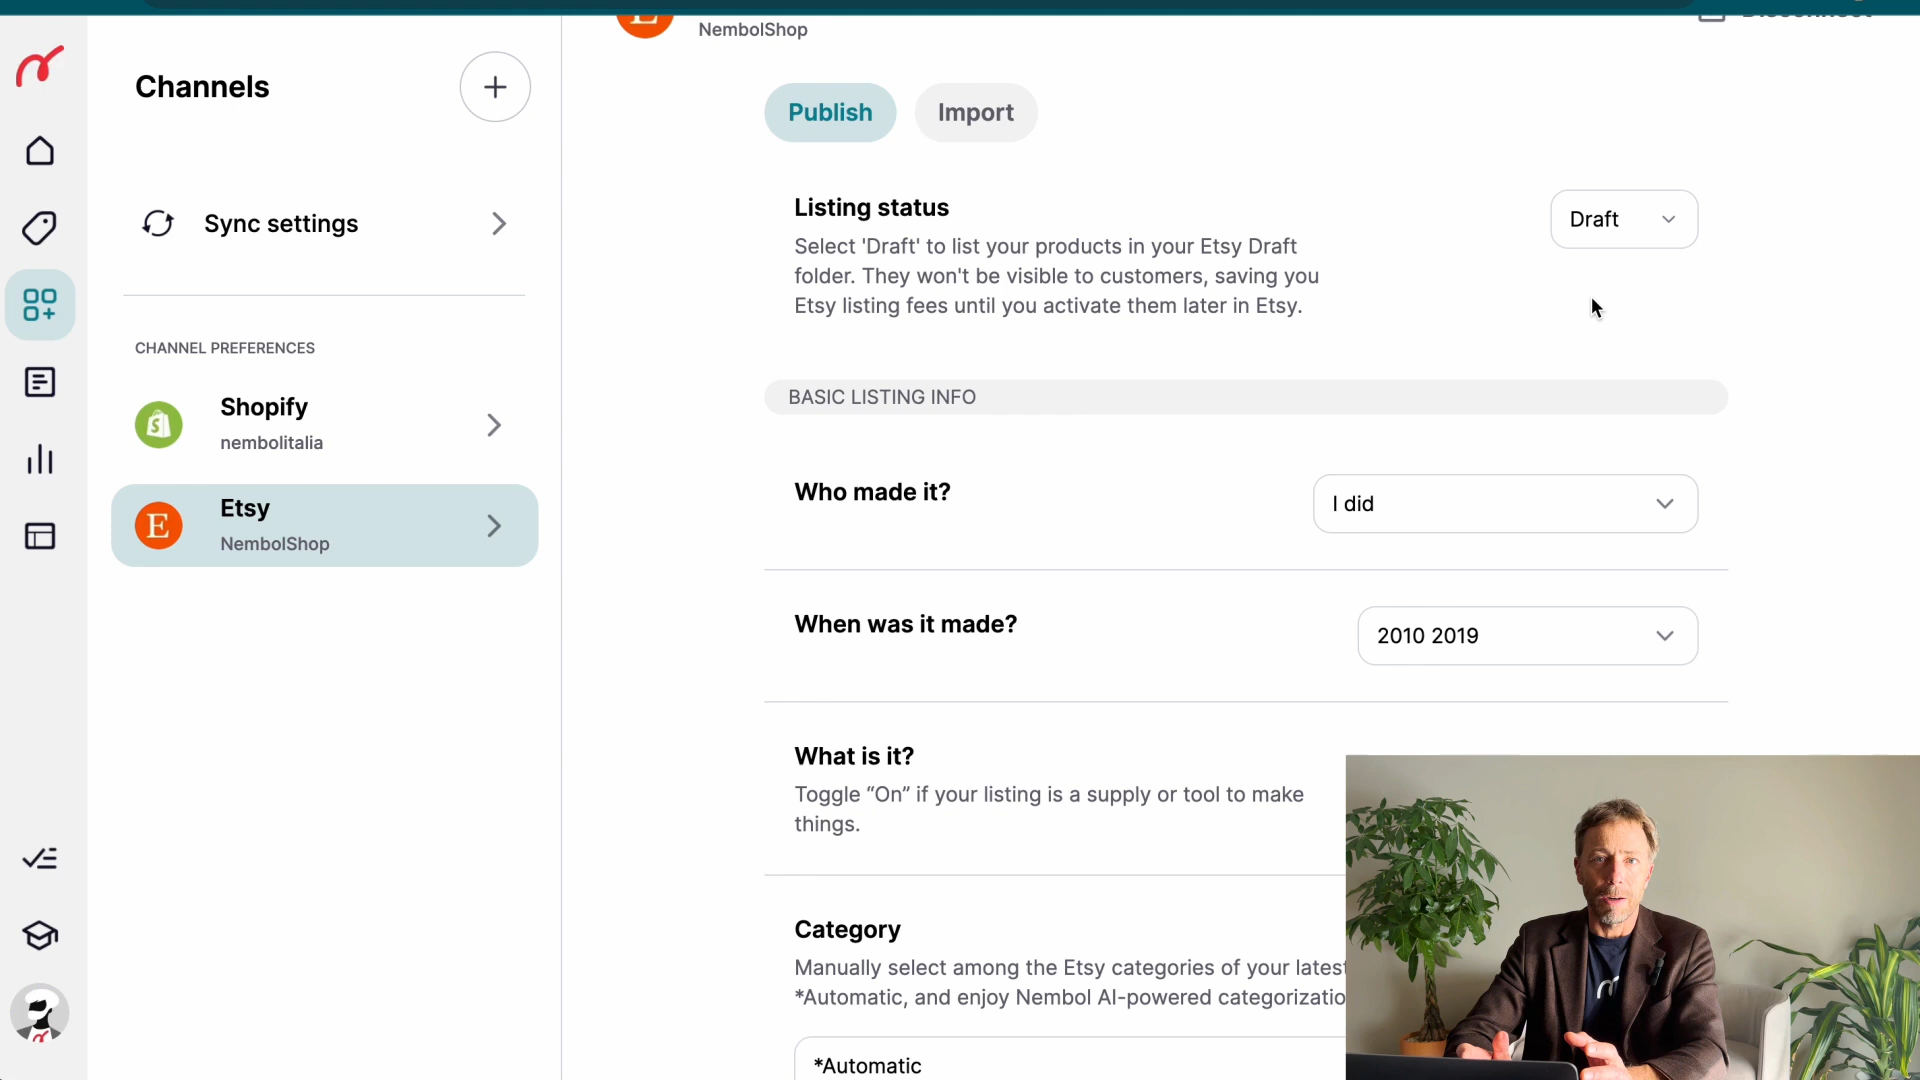 NembolShop
Channels
Publish
Import
Sync settings
Listing status
Select 'Draft' to list your products in your Etsy Draft
folder. They won't be visible to customers, saving you
Etsy listing fees until you activate them later in Etsy.
Draft
CHANNEL PREFERENCES
Shopify
nembolitalia
Etsy
NembolShop
BASIC LISTING INFO
Who made it?
I did
When was it made?
2010 2019
What is it?
Toggle “On” if your listing is a supply or tool to make
things.
Category
Manually select among the Etsy categories of your latest
*Automatic, and enjoy Nembol AI-powered categorizatio
*Automatic